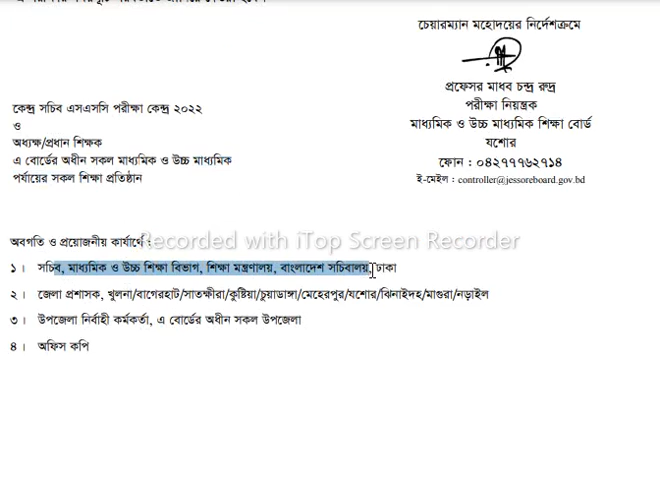 চেয়ারম্যান মহোদয়ের নির্দেশক্রমে
প্রফেসর মাধব চন্দ্র রুদ্র
পরীক্ষা নিয়ন্ত্রক
মাধ্যমিক ও উচ্চ মাধ্যমিক শিক্ষা বোর্ড
যশোর
ফোন : ০৪২৭৭৭৬২৭১৪
ই-মেইল : controller@jessoreboard.gov.bd
কেন্দ্র সচিব এসএসসি পরীক্ষা কেন্দ্র ২০২২
ও
অধ্যক্ষ/প্রধান শিক্ষক
এ বোর্ডের অধীন সকল মাধ্যমিক ও উচ্চ মাধ্যমিক
পর্যায়ের সকল শিক্ষা প্রতিষ্ঠান
অবগতি ও প্রয়োজনীয় কার্যার্থে :
Recorded with iTop Screen Recorder
১। সচিব, মাধ্যমিক ও উচ্চ শিক্ষা বিভাগ, শিক্ষা মন্ত্রণালয়, বাংলাদেশ সচিবালয়, ঢাকা
২। জেলা প্রশাসক, খুলনা/বাগেরহাট/সাতক্ষীরা/কুষ্টিয়া/চুয়াডাঙ্গা/মেহেরপুর/যশোর/ঝিনাইদহ/মাগুরা/নড়াইল
৩। উপজেলা নির্বাহী কর্মকর্তা, এ বোর্ডের অধীন সকল উপজেলা
৪। অফিস কপি